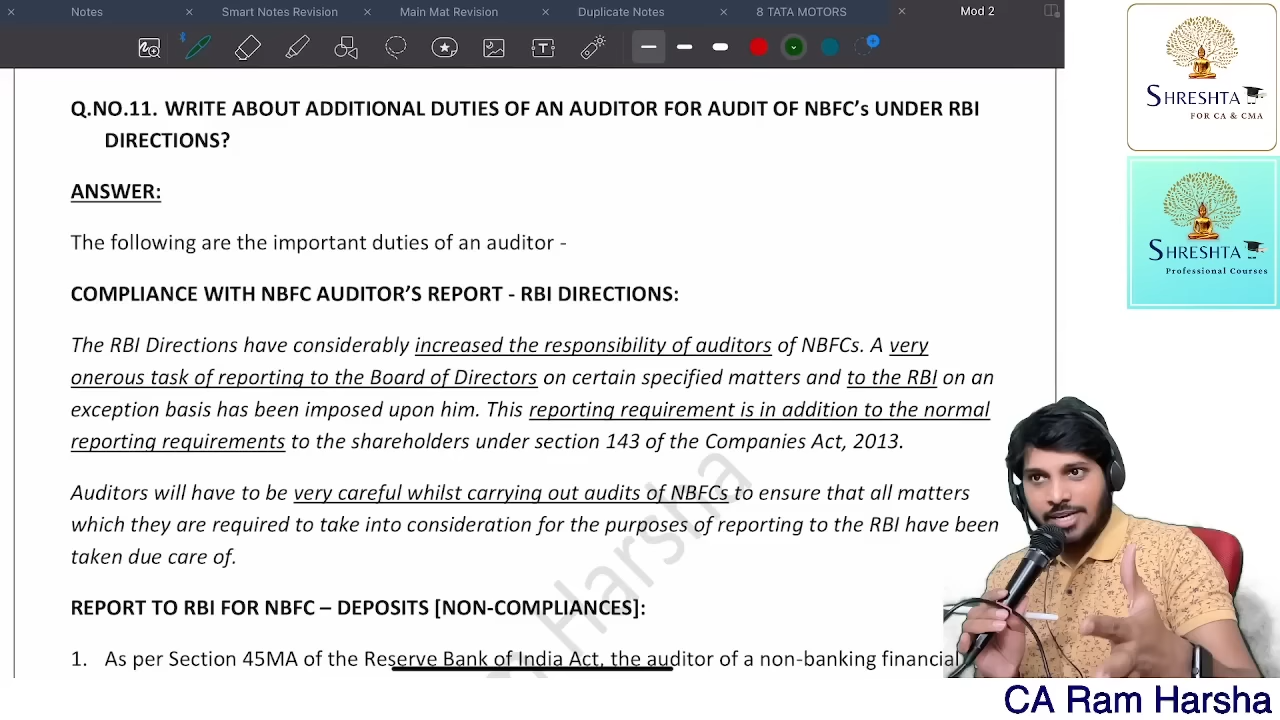 Notes
Smart Notes Revision
Main Mat Revision
Duplicate Notes
8 TATA MOTORS
Mod 2
Q.NO.11. WRITE ABOUT ADDITIONAL DUTIES OF AN AUDITOR FOR AUDIT OF NBFC’s UNDER RBI
DIRECTIONS?
ANSWER:
The following are the important duties of an auditor -
COMPLIANCE WITH NBFC AUDITOR’S REPORT - RBI DIRECTIONS:
The RBI Directions have considerably increased the responsibility of auditors of NBFCs. A very
onerous task of reporting to the Board of Directors on certain specified matters and to the RBI on an
exception basis has been imposed upon him. This reporting requirement is in addition to the normal
reporting requirements to the shareholders under section 143 of the Companies Act, 2013.
Auditors will have to be very careful whilst carrying out audits of NBFCs to ensure that all matters
which they are required to take into consideration for the purposes of reporting to the RBI have been
taken due care of.
REPORT TO RBI FOR NBFC – DEPOSITS [NON-COMPLIANCES]:
1. As per Section 45MA of the Reserve Bank of India Act, the auditor of a non-banking financial
Harsha
SHRESHTA
FOR CA & CMA
SHRESHTA
Professional Courses
CA Ram Harsha